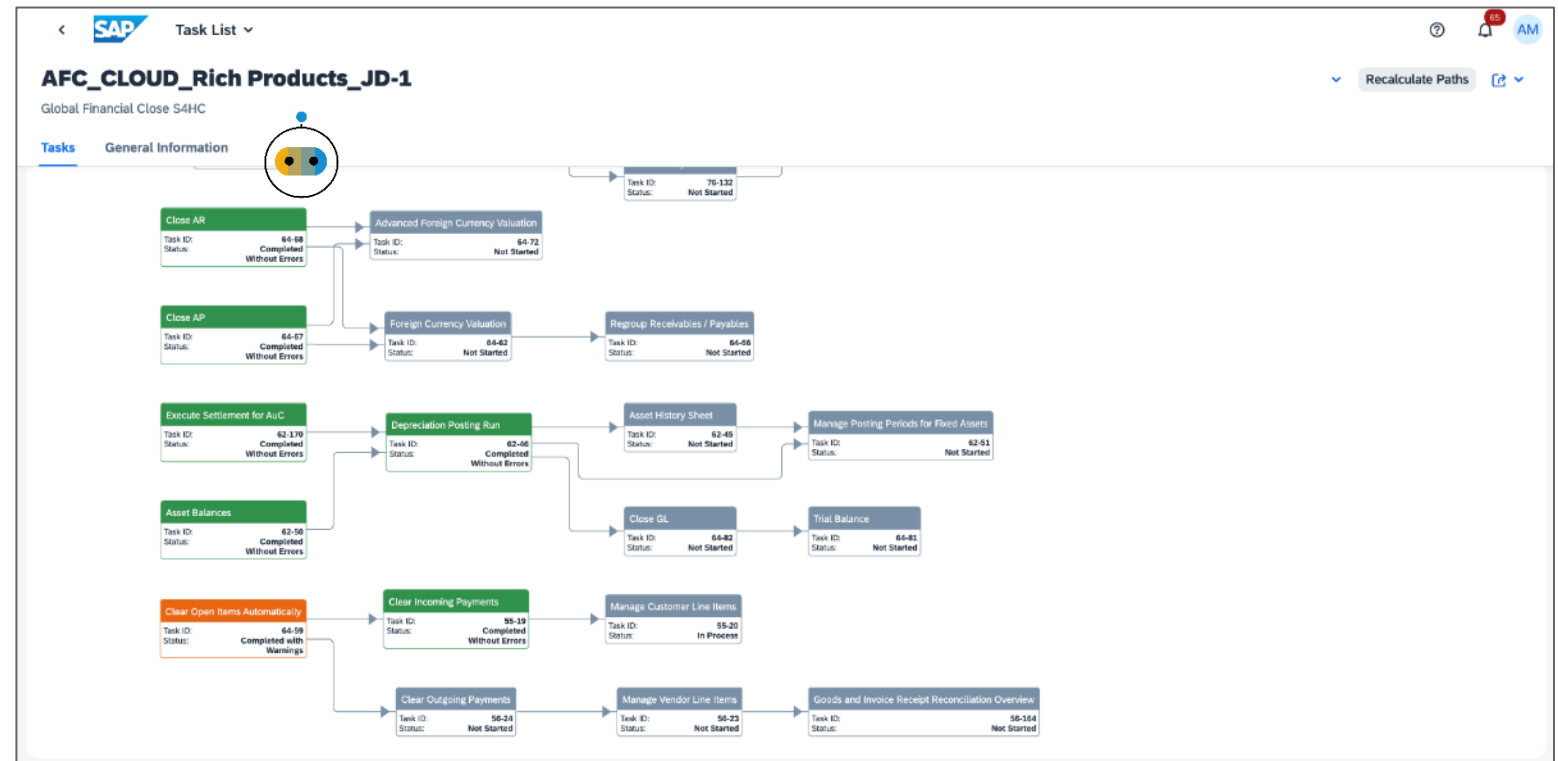 SAP
Task List
65
AM
AFC_CLOUD_Rich Products_JD-1
Recalculate Paths
Global Financial Close S4HC
Tasks
General Information
Task ID: 76-132
Status: Not Started
Close AR
Task ID: 64-68
Status: Completed
Without Errors
Advanced Foreign Currency Valuation
Task ID: 64-72
Status: Not Started
Close AP
Task ID: 64-67
Status: Completed
Without Errors
Foreign Currency Valuation
Task ID: 64-62
Status: Not Started
Regroup Receivables / Payables
Task ID: 64-66
Status: Not Started
Execute Settlement for AuC
Task ID: 62-170
Status: Completed
Without Errors
Depreciation Posting Run
Task ID: 62-46
Status: Completed
Without Errors
Asset History Sheet
Task ID: 62-45
Status: Not Started
Manage Posting Periods for Fixed Assets
Task ID: 62-51
Status: Not Started
Asset Balances
Task ID: 62-50
Status: Completed
Without Errors
Close GL
Task ID: 64-82
Status: Not Started
Trial Balance
Task ID: 64-81
Status: Not Started
Clear Open Items Automatically
Task ID: 64-59
Status: Completed with
Warnings
Clear Incoming Payments
Task ID: 55-19
Status: Completed
Without Errors
Manage Customer Line Items
Task ID: 55-20
Status: In Process
Clear Outgoing Payments
Task ID: 56-24
Status: Not Started
Manage Vendor Line Items
Task ID: 56-23
Status: Not Started
Goods and Invoice Receipt Reconciliation Overview
Task ID: 56-164
Status: Not Started